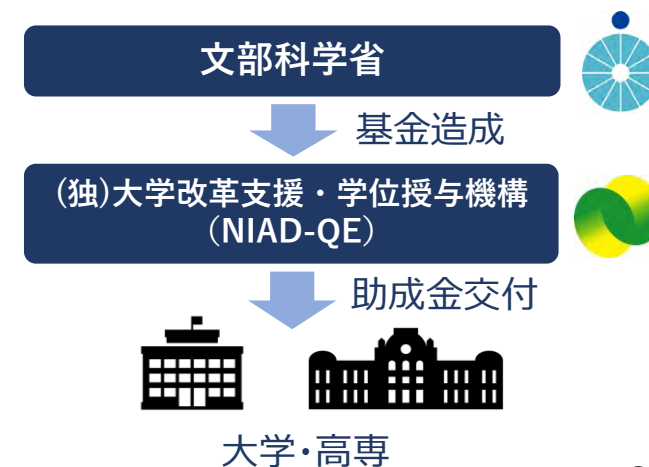 文部科学省
基金造成
(独)大学改革支援・学位授与機構
（NIAD-QE）
助成金交付
大学・高専